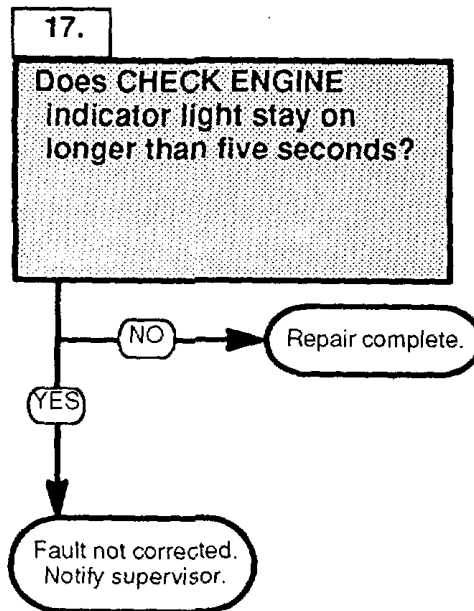 17.
Does CHECK ENGINE
indicator light stay on
longer than five seconds?
NO
Repair complete.
YES
Fault not corrected.
Notify supervisor.